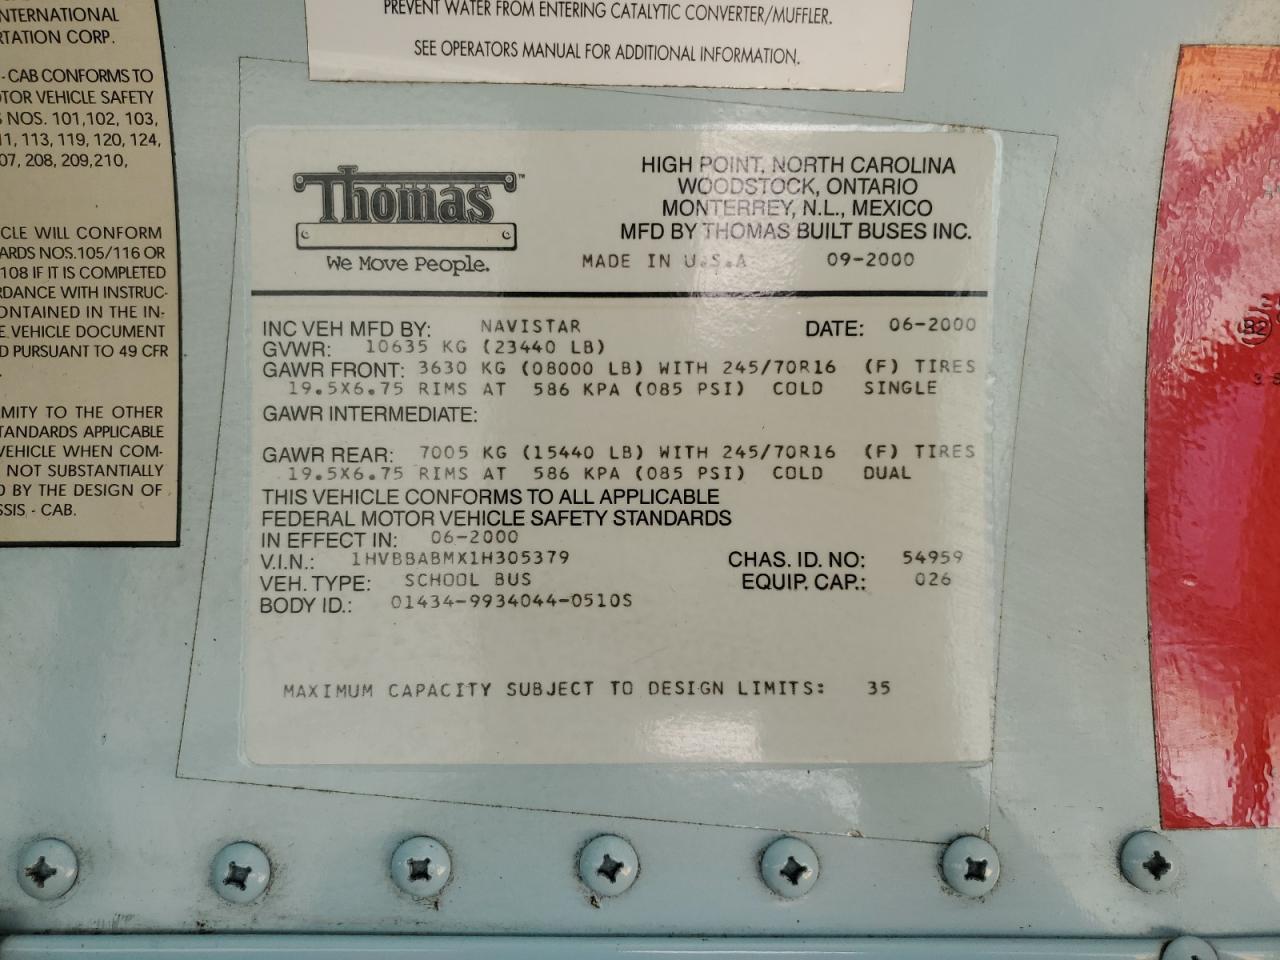 NTERNATIONAL
RTATION CORP.
- CAB CONFORMS TO
TOR VEHICLE SAFETY
S NOS. 101,102, 103,
11, 113, 119, 120, 124,
07, 208, 209,210,
ICLE WILL CONFORM
ARDS NOS.105/116 OR
108 IF IT IS COMPLETED
RDANCE WITH INSTRUC-
ONTAINED IN THE IN-
E VEHICLE DOCUMENT
D PURSUANT TO 49 CFR
MITY TO THE OTHER
TANDARDS APPLICABLE
VEHICLE WHEN COM-
NOT SUBSTANTIALLY
D BY THE DESIGN OF
SSIS - CAB.
PREVENT WATER FROM ENTERING CATALYTIC CONVERTER/MUFFLER.
SEE OPERATORS MANUAL FOR ADDITIONAL INFORMATION.
Thomas™
We Move People.
HIGH POINT, NORTH CAROLINA
WOODSTOCK, ONTARIO
MONTERREY, N.L., MEXICO
MFD BY THOMAS BUILT BUSES INC.
MADE IN U.S.A 09-2000
INC VEH MFD BY: NAVISTAR DATE: 06-2000
GVWR: 10635 KG (23440 LB)
GAWR FRONT: 3630 KG (08000 LB) WITH 245/70R16 (F) TIRES
19.5X6.75 RIMS AT 586 KPA (085 PSI) COLD SINGLE
GAWR INTERMEDIATE:
GAWR REAR: 7005 KG (15440 LB) WITH 245/70R16 (F) TIRES
19.5X6.75 RIMS AT 586 KPA (085 PSI) COLD DUAL
THIS VEHICLE CONFORMS TO ALL APPLICABLE
FEDERAL MOTOR VEHICLE SAFETY STANDARDS
IN EFFECT IN: 06-2000
V.I.N.: 1HVBBABMX1H305379 CHAS. ID. NO: 54959
VEH. TYPE: SCHOOL BUS EQUIP. CAP.: 026
BODY ID.: 01434-9934044-0510S
MAXIMUM CAPACITY SUBJECT TO DESIGN LIMITS: 35